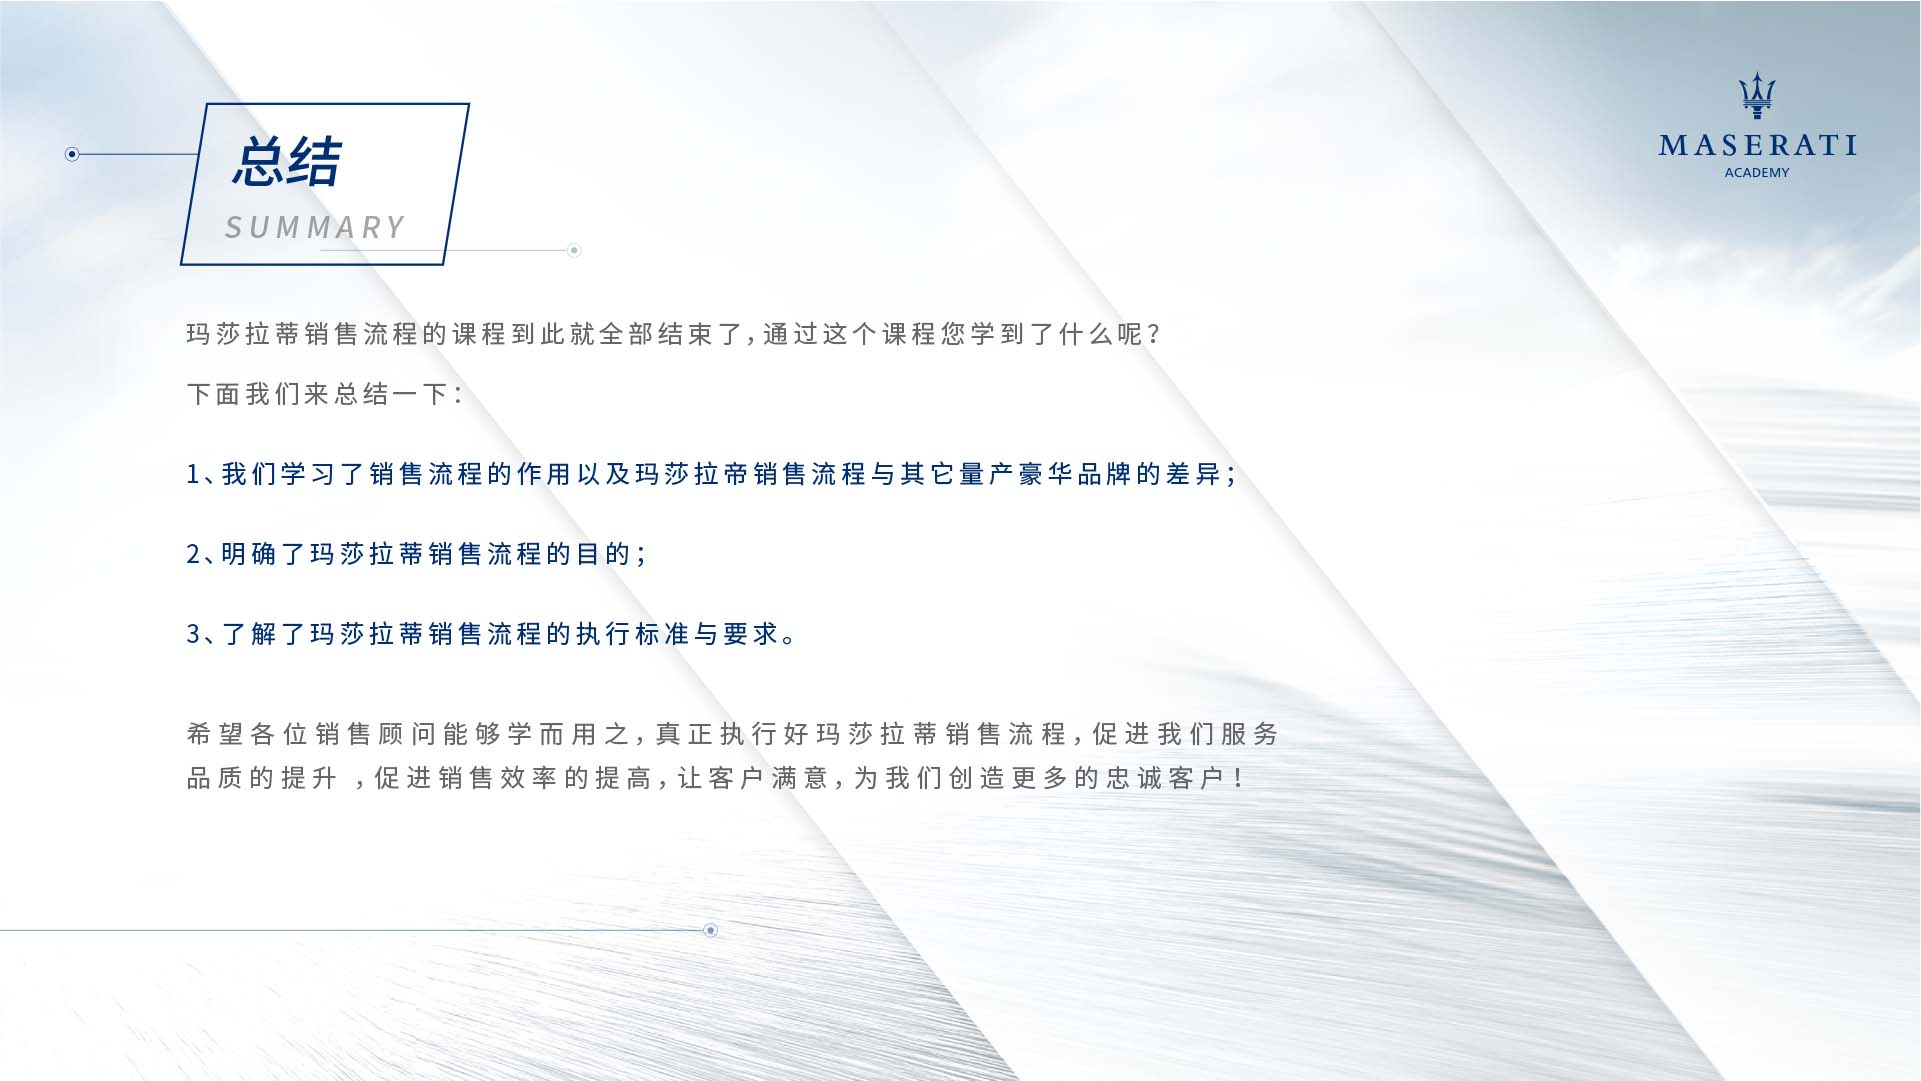 总结
SUMMARY
MASERATI
ACADEMY
玛莎拉蒂销售流程的课程到此就全部结束了,通过这个课程您学到了什么呢?
下面我们来总结一下:
1、我们学习了销售流程的作用以及玛莎拉帝销售流程与其它量产豪华品牌的差异;
2、明确了玛莎拉蒂销售流程的目的;
3、了解了玛莎拉蒂销售流程的执行标准与要求。
希望各位销售顾问能够学而用之,真正执行好玛莎拉蒂销售流程,促进我们服务
品质的提升 ,促进销售效率的提高,让客户满意,为我们创造更多的忠诚客户!